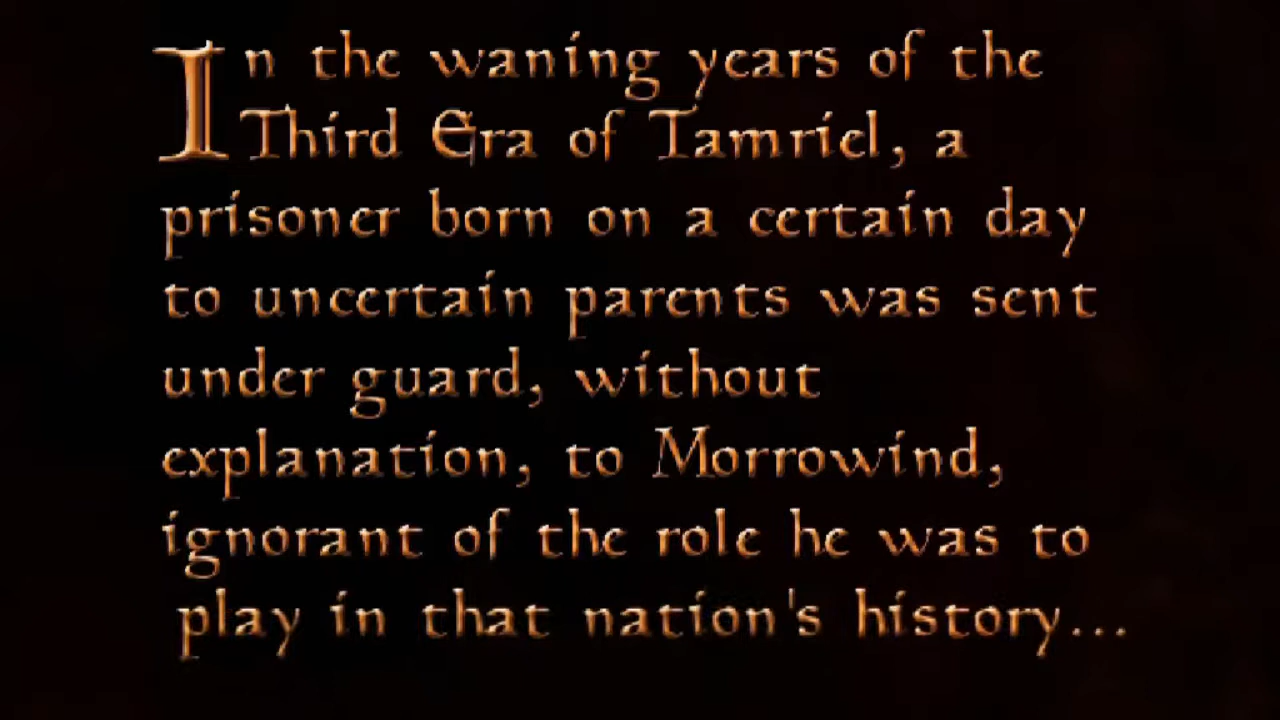 In the waning years of the
Third Era of Tamriel, a
prisoner born on a certain day
to uncertain parents was sent
under guard, without
explanation, to Morrowind,
ignorant of the role he was to
play in that nation's history...